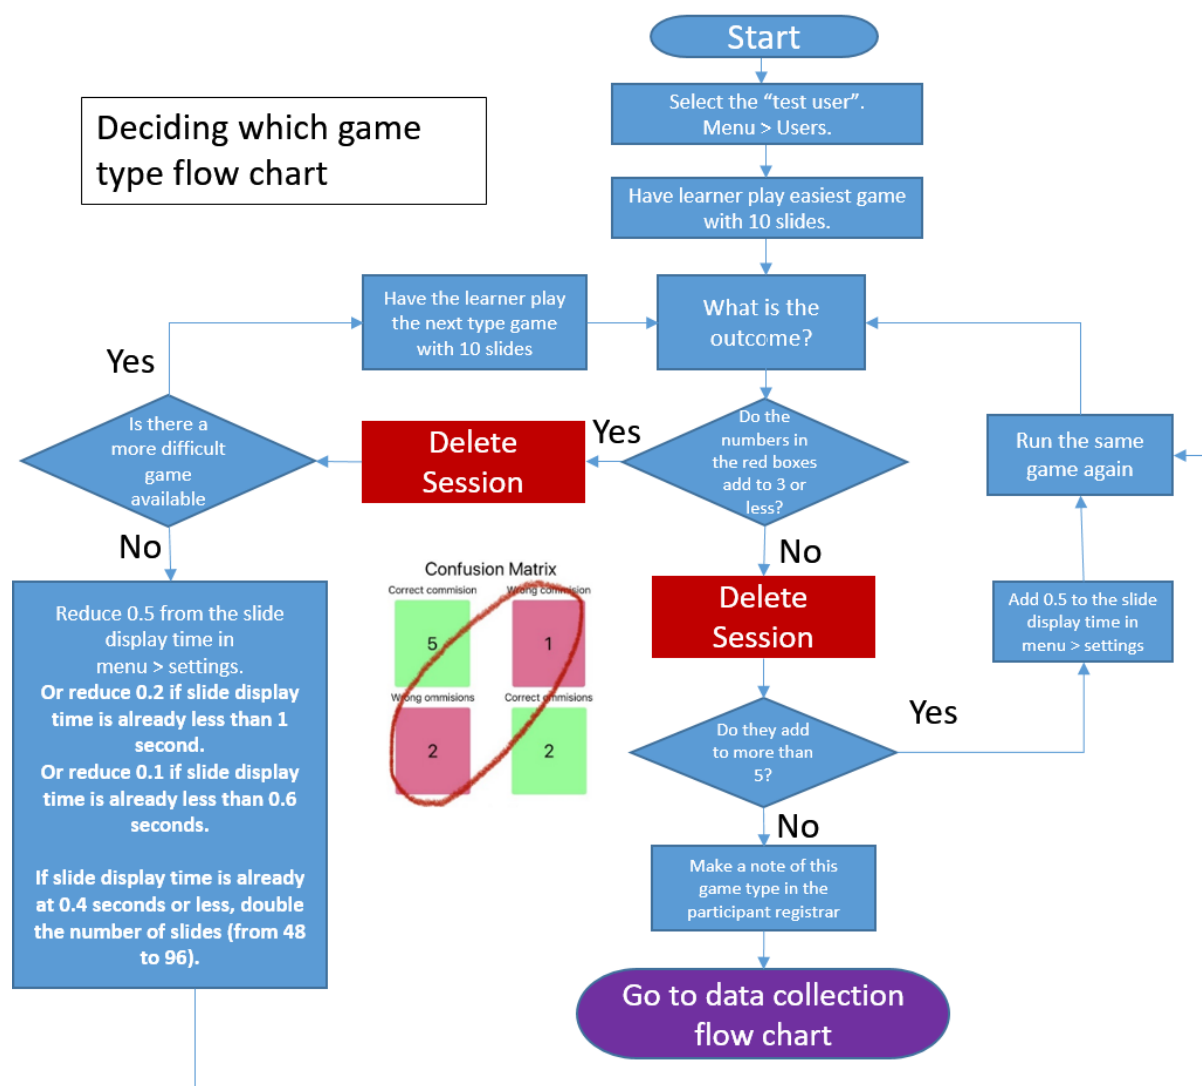 Start
Select the “test user”.
Menu > Users.
Deciding which game
type flow chart
Have learner play easiest game
with 10 slides.
Have the learner play
the next type game
with 10 slides
What is the
outcome?
Yes
Is there a
more difficult
game
available
Delete
Session
Yes
Do the
numbers in
the red boxes
add to 3 or
less?
Run the same
game again
No
No
Confusion Matrix
Correct commision
Wrong commision
5
1
Wrong ommisions
Correct ommisions
2
2
Delete
Session
Add 0.5 to the slide
display time in
menu > settings
Reduce 0.5 from the slide
display time in
menu > settings.
Or reduce 0.2 if slide display
time is already less than 1
second.
Or reduce 0.1 if slide display
time is already less than 0.6
seconds.
If slide display time is already
at 0.4 seconds or less, double
the number of slides (from 48
to 96).
Do they add
to more than
5?
Yes
No
Make a note of this
game type in the
participant registrar
Go to data collection
flow chart